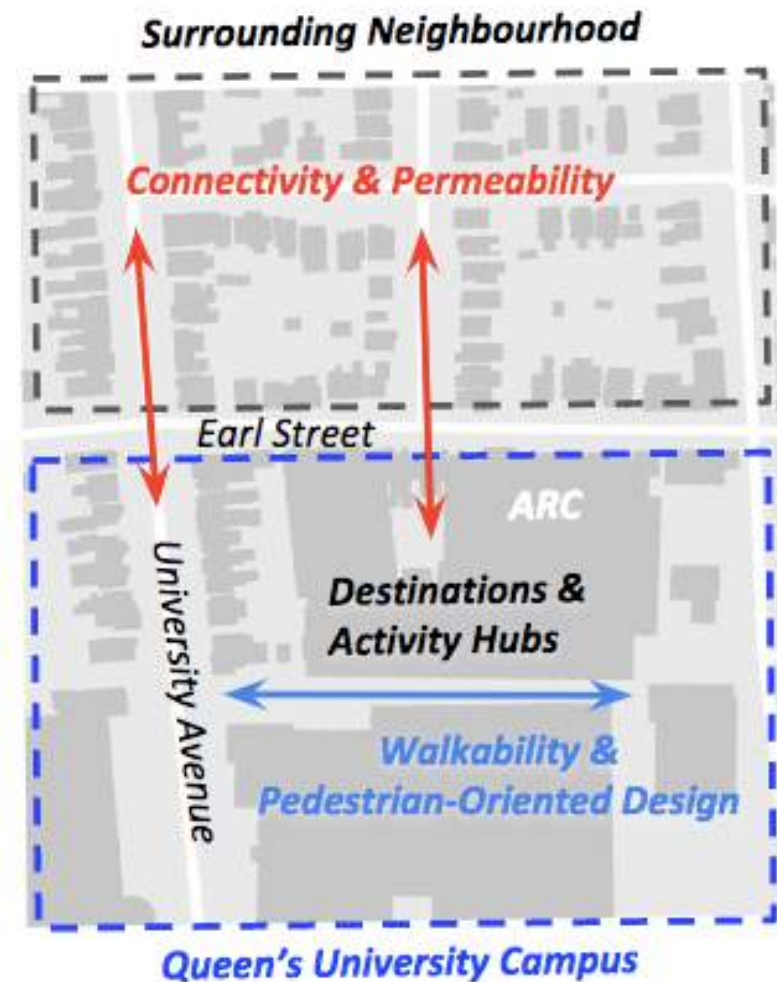 Surrounding Neighbourhood
Connectivity & Permeability
Earl Street
ARC
University Avenue
Destinations &
Activity Hubs
Walkability &
Pedestrian-Oriented Design
Queen's University Campus